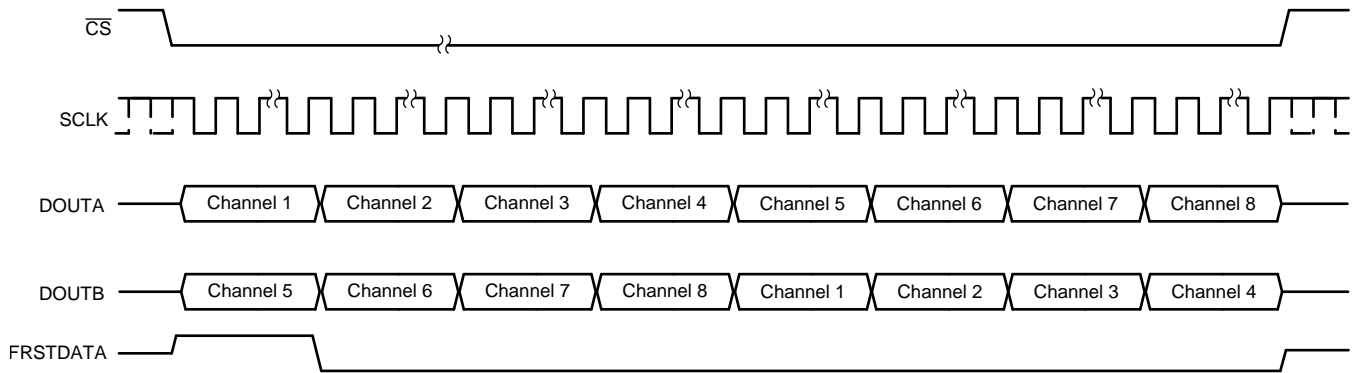 C̅S̅
SCLK
DOUTA Channel 1 Channel 2 Channel 3 Channel 4 Channel 5 Channel 6 Channel 7 Channel 8
DOUTB Channel 5 Channel 6 Channel 7 Channel 8 Channel 1 Channel 2 Channel 3 Channel 4
FRSTDATA